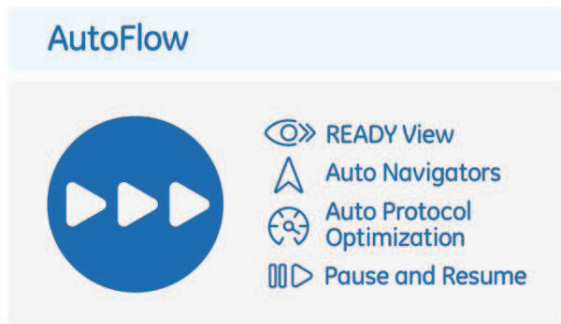 AutoFlow
READY View
Auto Navigators
Auto Protocol
Optimization
Pause and Resume